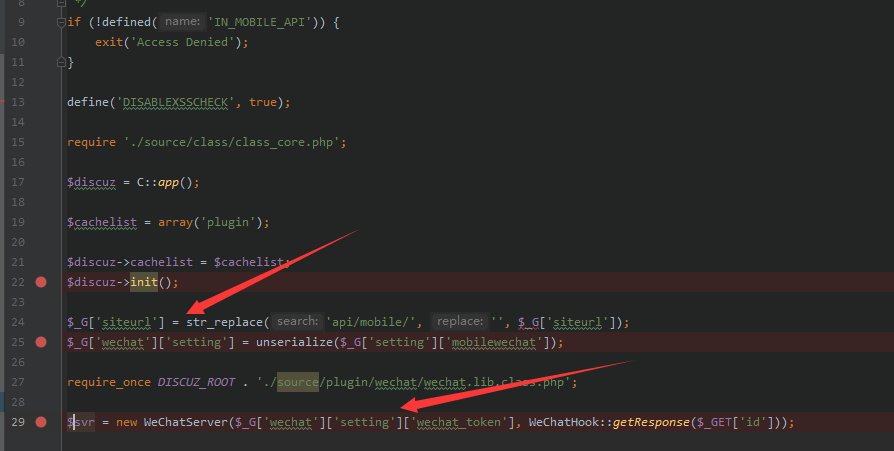 8 */
9 if (!defined( name: 'IN_MOBILE_API')) {
10 exit('Access Denied');
11 }
12
13 define('DISABLEXSSCHECK', true);
14
15 require './source/class/class_core.php';
16
17 $discuz = C::app();
18
19 $cachelist = array('plugin');
20
21 $discuz->cachelist = $cachelist;
22 $discuz->init();
23
24 $_G['siteurl'] = str_replace( search: 'api/mobile/', replace: '', $_G['siteurl']);
25 $_G['wechat']['setting'] = unserialize($_G['setting']['mobilewechat']);
26
27 require_once DISCUZ_ROOT . './source/plugin/wechat/wechat.lib.class.php';
28
29 $svr = new WeChatServer($_G['wechat']['setting']['wechat_token'], WeChatHook::getResponse($_GET['id']));